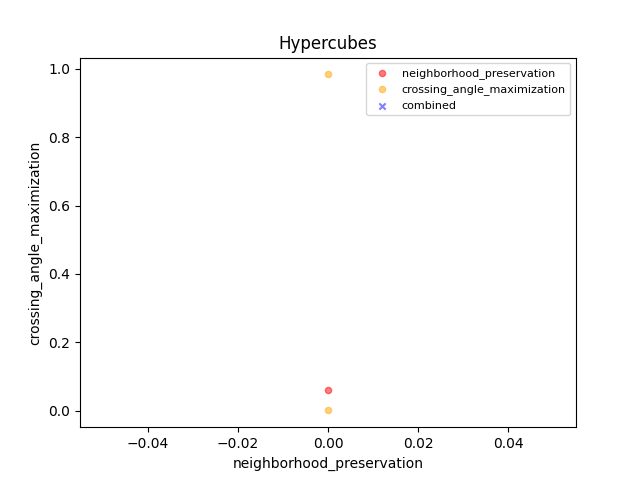 Hypercubes
neighborhood_preservation
crossing_angle_maximization
combined
1.0
0.8
0.6
0.4
0.2
0.0
crossing_angle_maximization
−0.04
−0.02
0.00
0.02
0.04
neighborhood_preservation